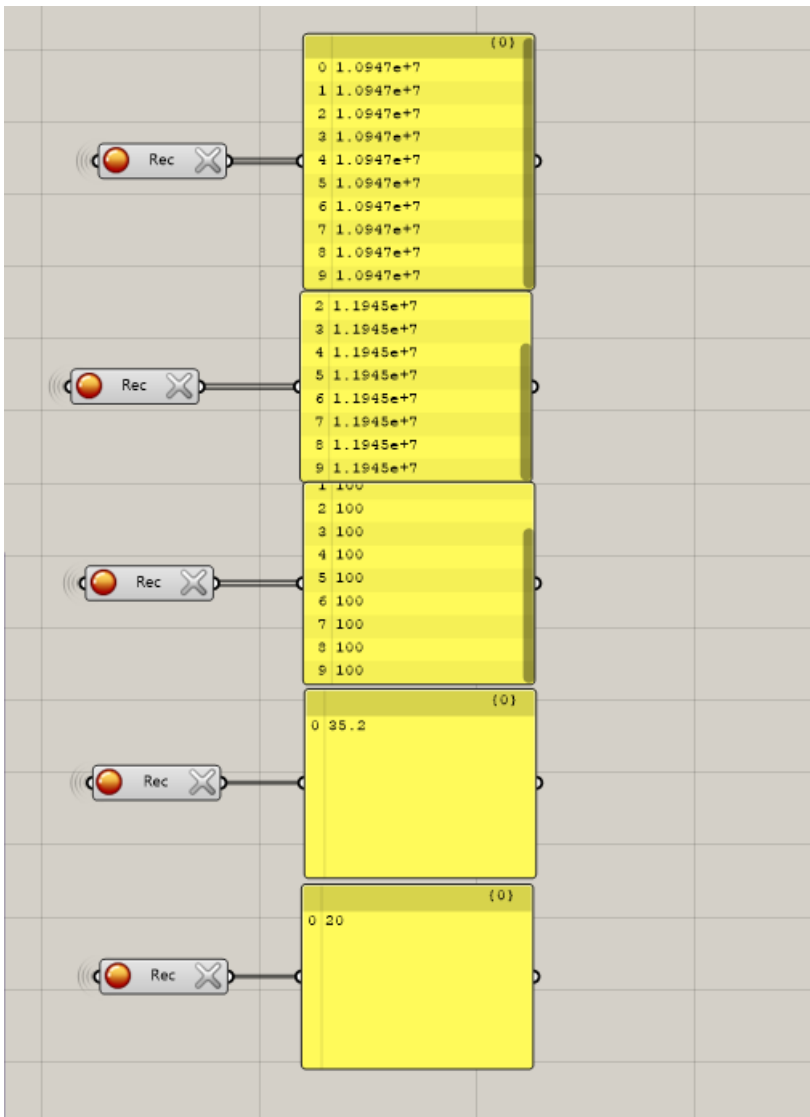 {0}
0 1.0947e+7
1 1.0947e+7
2 1.0947e+7
3 1.0947e+7
Rec
4 1.0947e+7
5 1.0947e+7
6 1.0947e+7
7 1.0947e+7
8 1.0947e+7
9 1.0947e+7
2 1.1945e+7
3 1.1945e+7
4 1.1945e+7
Rec
5 1.1945e+7
6 1.1945e+7
7 1.1945e+7
8 1.1945e+7
9 1.1945e+7
1 100
2 100
3 100
4 100
Rec
5 100
6 100
7 100
8 100
9 100
{0}
0 35.2
Rec
{0}
0 20
Rec